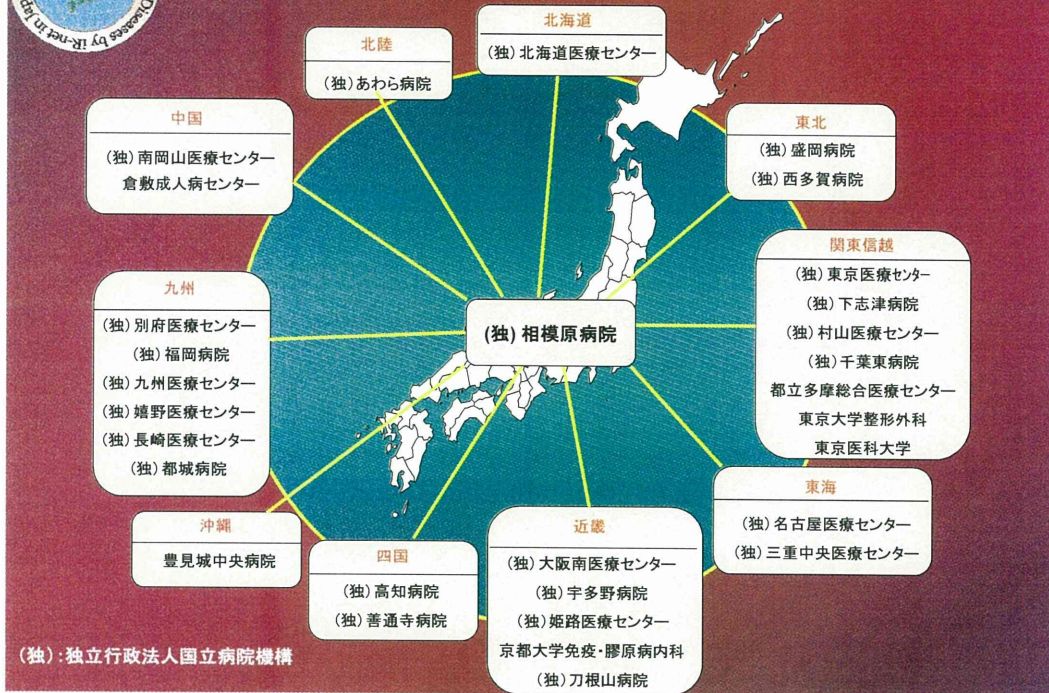 Diseases by iR-net in Jap
北海道
(独)北海道医療センター
北陸
(独)あわら病院
中国
(独)南岡山医療センター
倉敷成人病センター
東北
(独)盛岡病院
(独)西多賀病院
関東信越
(独)東京医療センター
(独)下志津病院
(独)村山医療センター
(独)千葉東病院
都立多摩総合医療センター
東京大学整形外科
東京医科大学
九州
(独)別府医療センター
(独)福岡病院
(独)九州医療センター
(独)嬉野医療センター
(独)長崎医療センター
(独)都城病院
(独)相模原病院
東海
(独)名古屋医療センター
(独)三重中央医療センター
沖縄
豊見城中央病院
四国
(独)高知病院
(独)善通寺病院
近畿
(独)大阪南医療センター
(独)宇多野病院
(独)姫路医療センター
京都大学免疫・膠原病内科
(独)刀根山病院
(独):独立行政法人国立病院機構